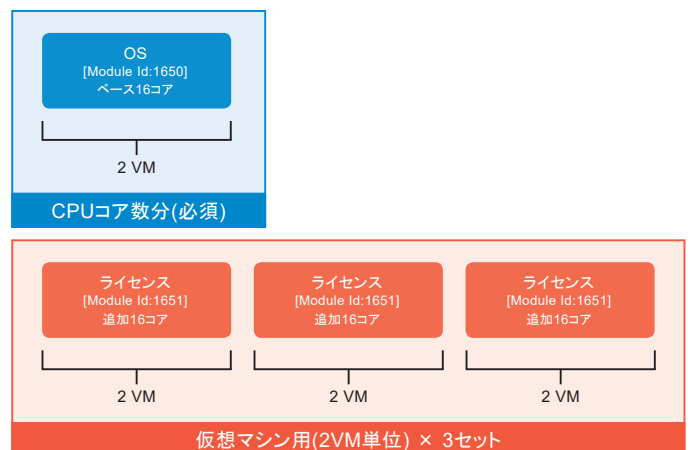 OS
[Module Id:1650]
ベース16コア
2 VM
CPUコア数分(必須)
ライセンス
[Module Id:1651]
追加16コア
2 VM
ライセンス
[Module Id:1651]
追加16コア
2 VM
ライセンス
[Module Id:1651]
追加16コア
2 VM
仮想マシン用(2VM単位) × 3セット